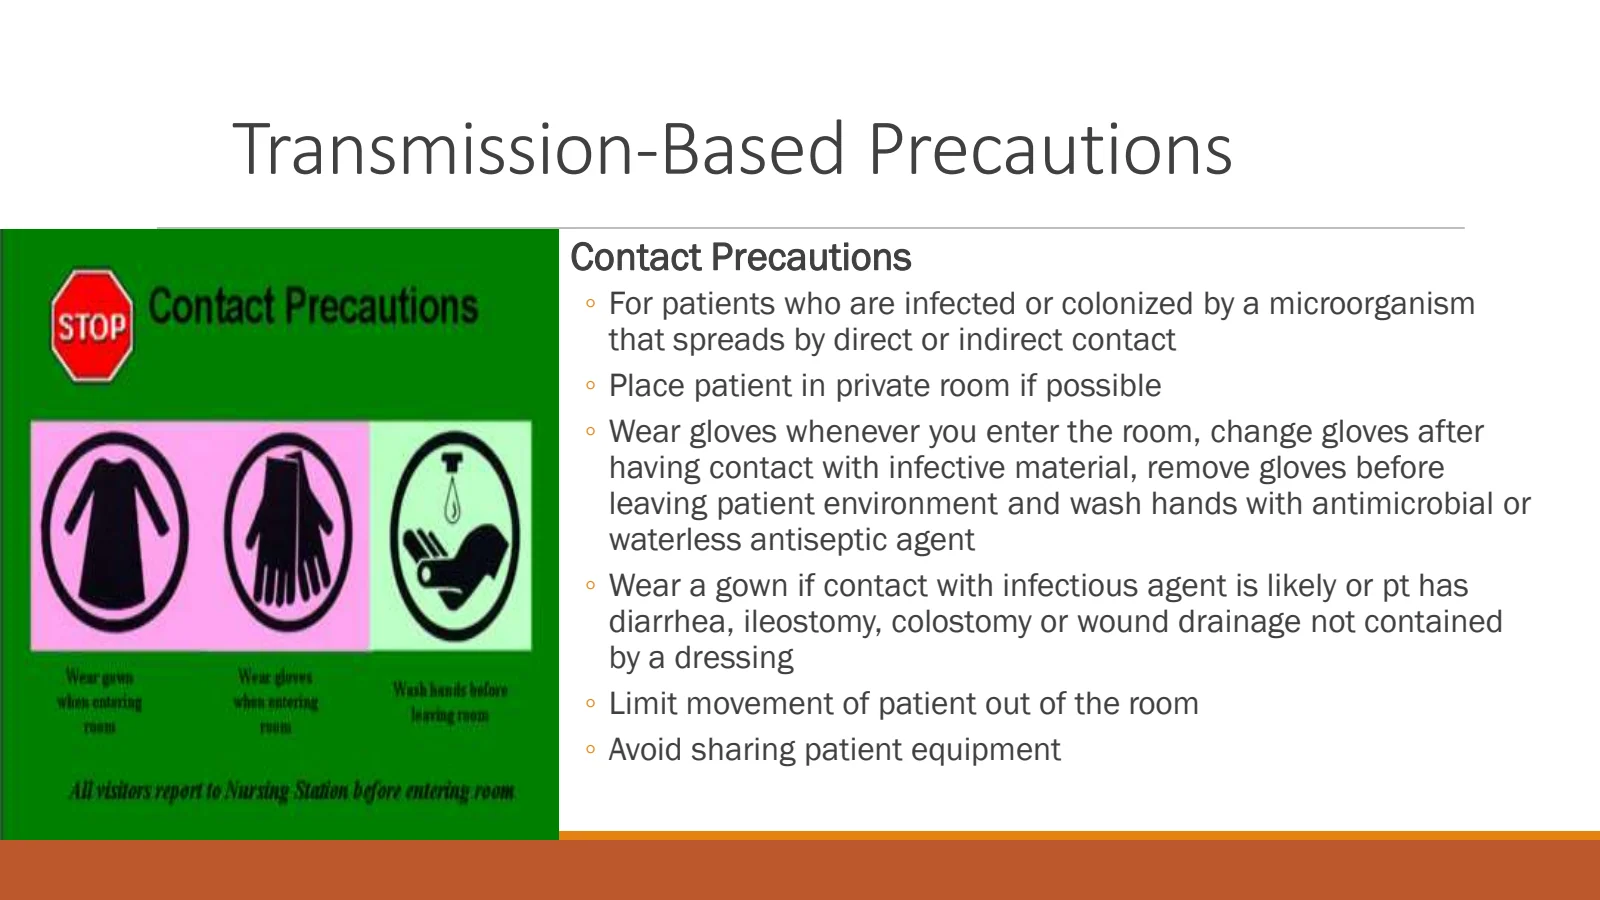 Transmission-Based Precautions
STOP
Contact Precautions
Wear gown
when entering
room
Wear gloves
when entering
room
Wash hands before
leaving room
All visitors report to Nursing Station before entering room
Contact Precautions
◦ For patients who are infected or colonized by a microorganism
that spreads by direct or indirect contact
◦ Place patient in private room if possible
◦ Wear gloves whenever you enter the room, change gloves after
having contact with infective material, remove gloves before
leaving patient environment and wash hands with antimicrobial or
waterless antiseptic agent
◦ Wear a gown if contact with infectious agent is likely or pt has
diarrhea, ileostomy, colostomy or wound drainage not contained
by a dressing
◦ Limit movement of patient out of the room
◦ Avoid sharing patient equipment